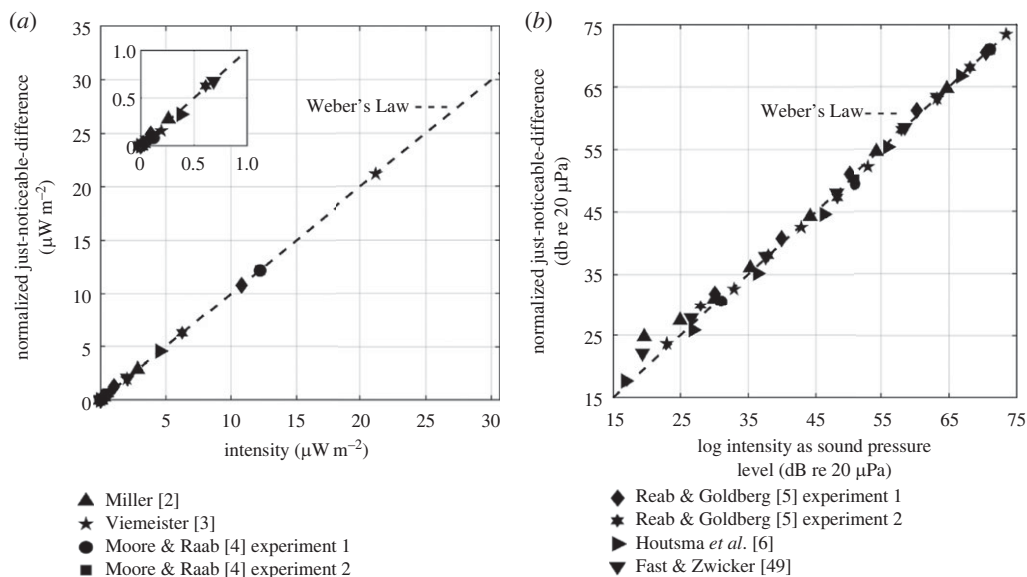 (a)
35
30
25
20
15
10
5
0
normalized just-noticeable-difference
(µW m−2)
1.0
0.5
0
0
0.5
1.0
Weber's Law
5
10
15
20
25
30
intensity (µW m−2)
Miller [2]
Viemeister [3]
Moore & Raab [4] experiment 1
Moore & Raab [4] experiment 2
(b)
75
65
55
45
35
25
15
normalized just-noticeable-difference
(db re 20 µPa)
Weber's Law
15
25
35
45
55
65
75
log intensity as sound pressure
level (dB re 20 µPa)
Reab & Goldberg [5] experiment 1
Reab & Goldberg [5] experiment 2
Houtsma et al. [6]
Fast & Zwicker [49]